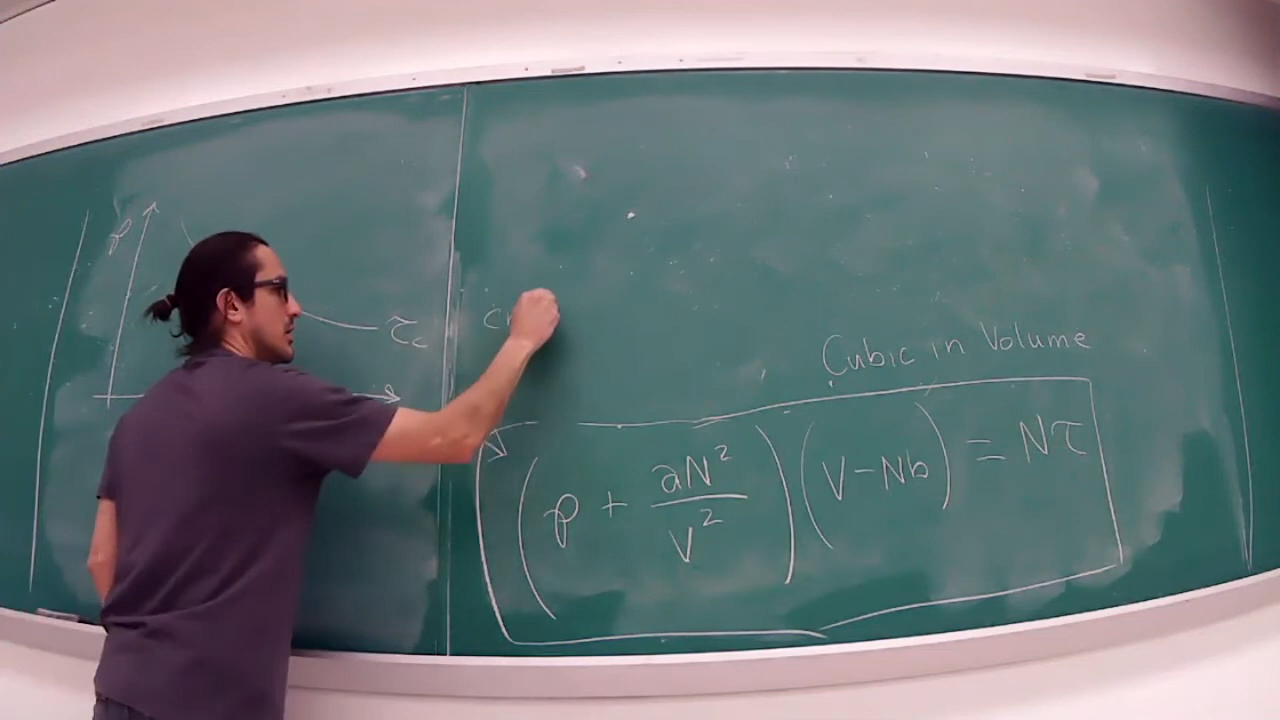 p
τc
Cubic in Volume
(p + aN²/V²)(V-Nb) = Nτ